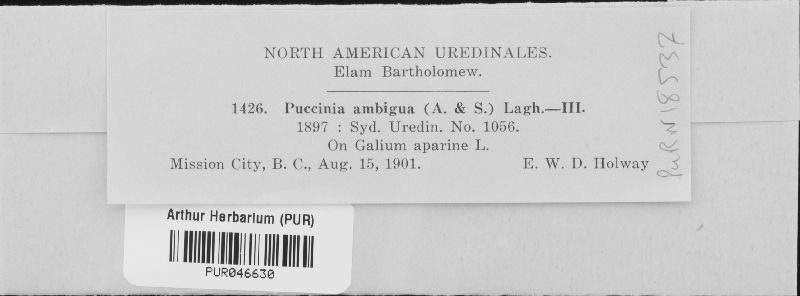 NORTH AMERICAN UREDINALES.
Elam Bartholomew.
1426. Puccinia ambigua (A. & S.) Lagh.—III.
1897 : Syd. Uredin. No. 1056.
On Galium aparine L.
Mission City, B. C., Aug. 15, 1901. E. W. D. Holway
PUR N18537
Arthur Herbarium (PUR)
PUR046630